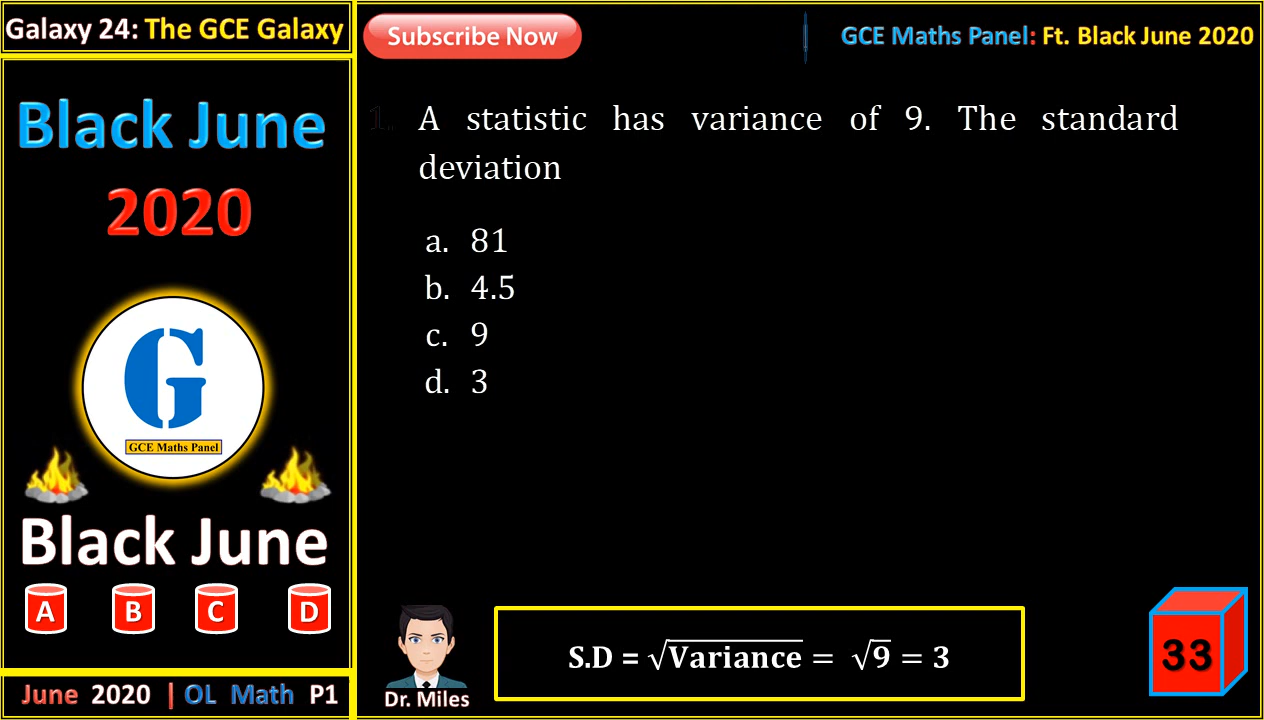 Galaxy 24: The GCE Galaxy
Subscribe Now
GCE Maths Panel: Ft. Black June 2020
Black June
2020
G
GCE Maths Panel
Black June
A B C D
June 2020 | OL Math P1
1. A statistic has variance of 9. The standard
deviation
a. 81
b. 4.5
c. 9
d. 3
Dr. Miles
S.D = √Variance = √9 = 3
33